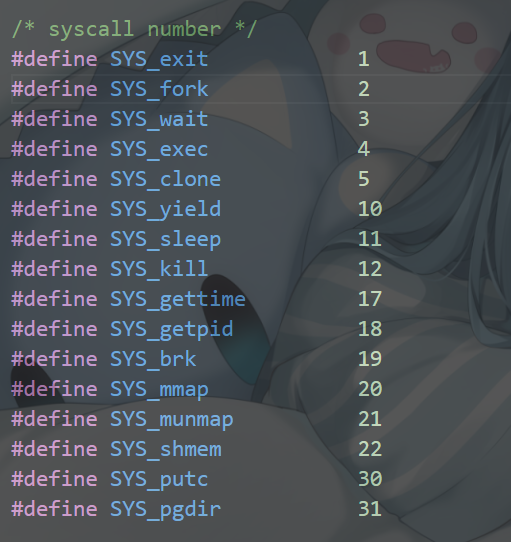 /* syscall number */
#define SYS_exit 1
#define SYS_fork 2
#define SYS_wait 3
#define SYS_exec 4
#define SYS_clone 5
#define SYS_yield 10
#define SYS_sleep 11
#define SYS_kill 12
#define SYS_gettime 17
#define SYS_getpid 18
#define SYS_brk 19
#define SYS_mmap 20
#define SYS_munmap 21
#define SYS_shmem 22
#define SYS_putc 30
#define SYS_pgdir 31